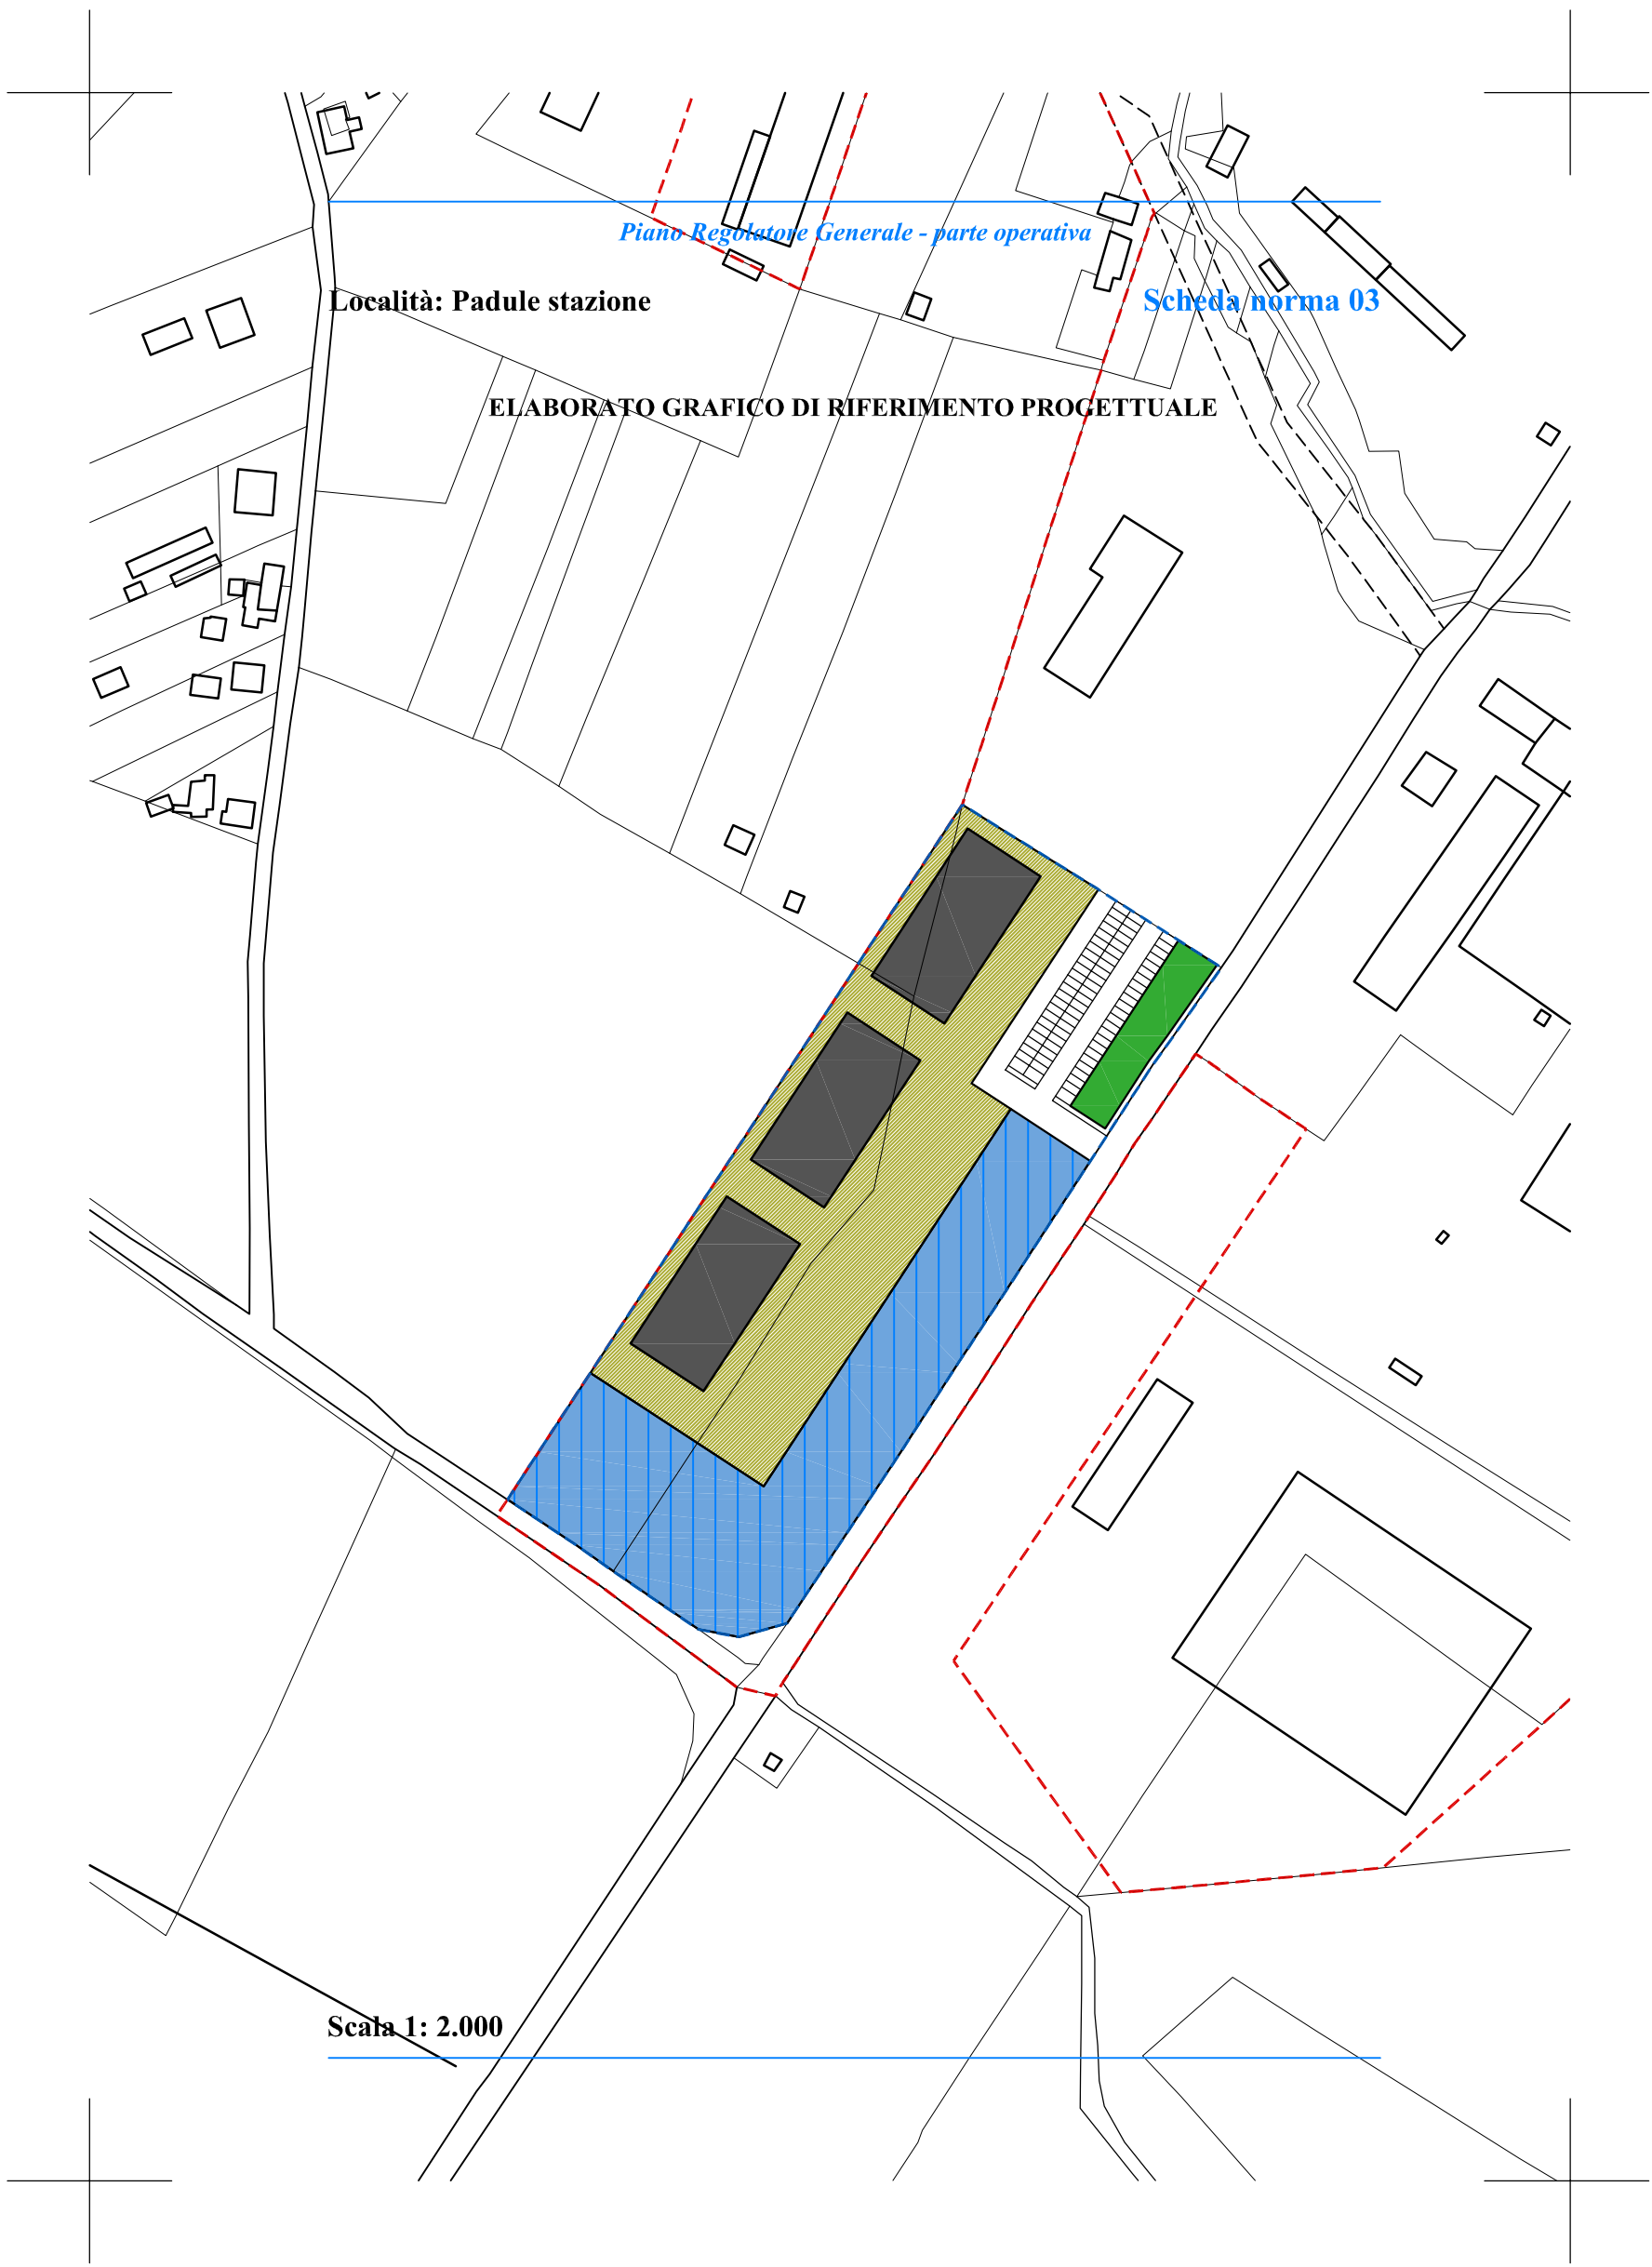 Piano Regolatore Generale - parte operativa
Località: Padule stazione
Scheda norma 03
ELABORATO GRAFICO DI RIFERIMENTO PROGETTUALE
Scala 1: 2.000